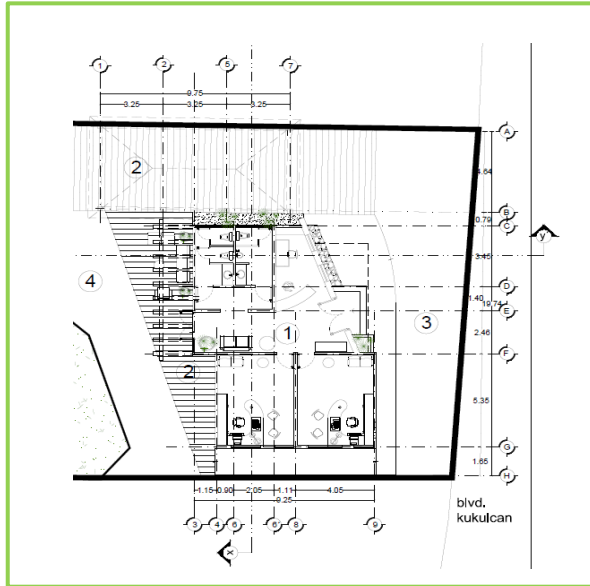 1 2 5 7
9.75
3.25 3.25 3.25
A
4.64
2
B
0.79
C
y
3.45
4
D
1.40
19.74
E
1
3
2.46
F
2
5.35
G
1.65
H
1.15 0.90 2.05 1.11 4.05
9.25
blvd.
kukulcan
3 4 6 6' 8 9
x